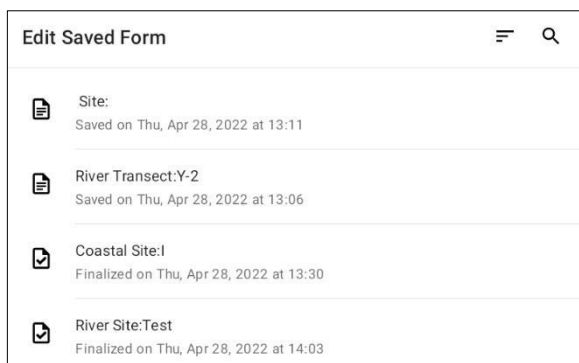 Edit Saved Form
Site:
Saved on Thu, Apr 28, 2022 at 13:11
River Transect:Y-2
Saved on Thu, Apr 28, 2022 at 13:06
Coastal Site:I
Finalized on Thu, Apr 28, 2022 at 13:30
River Site:Test
Finalized on Thu, Apr 28, 2022 at 14:03